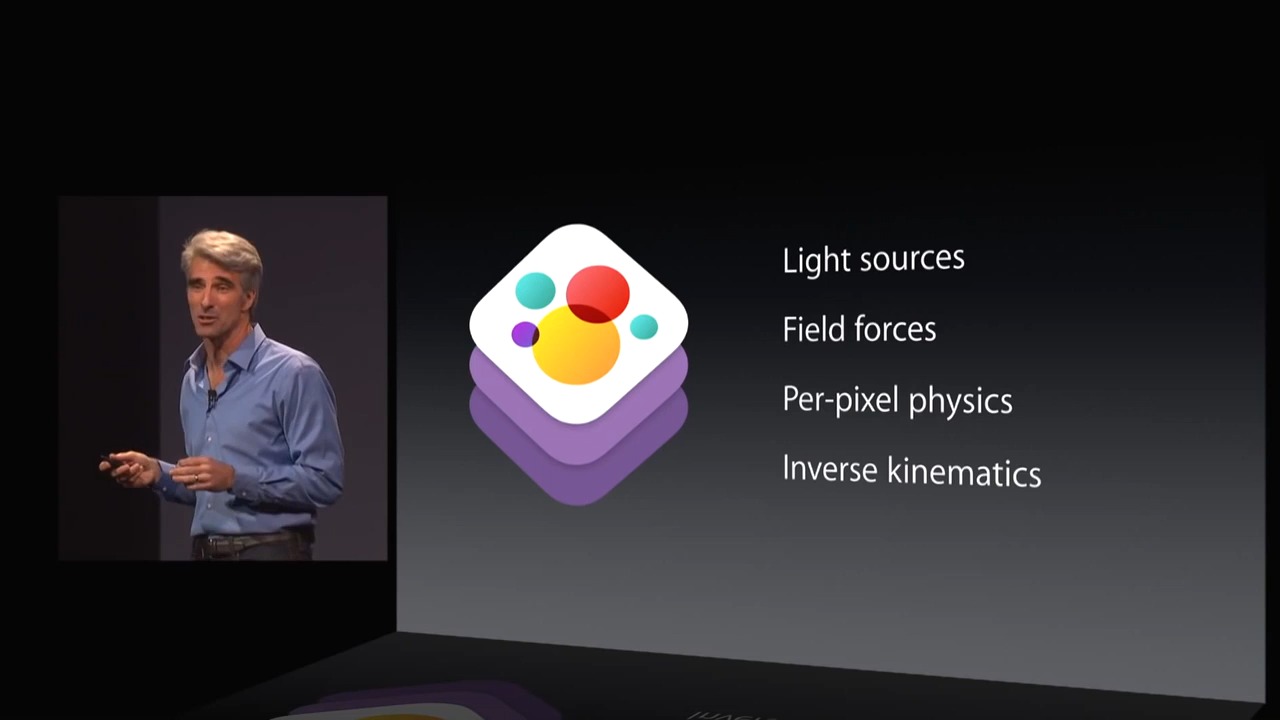 Light sources
Field forces
Per-pixel physics
Inverse kinematics